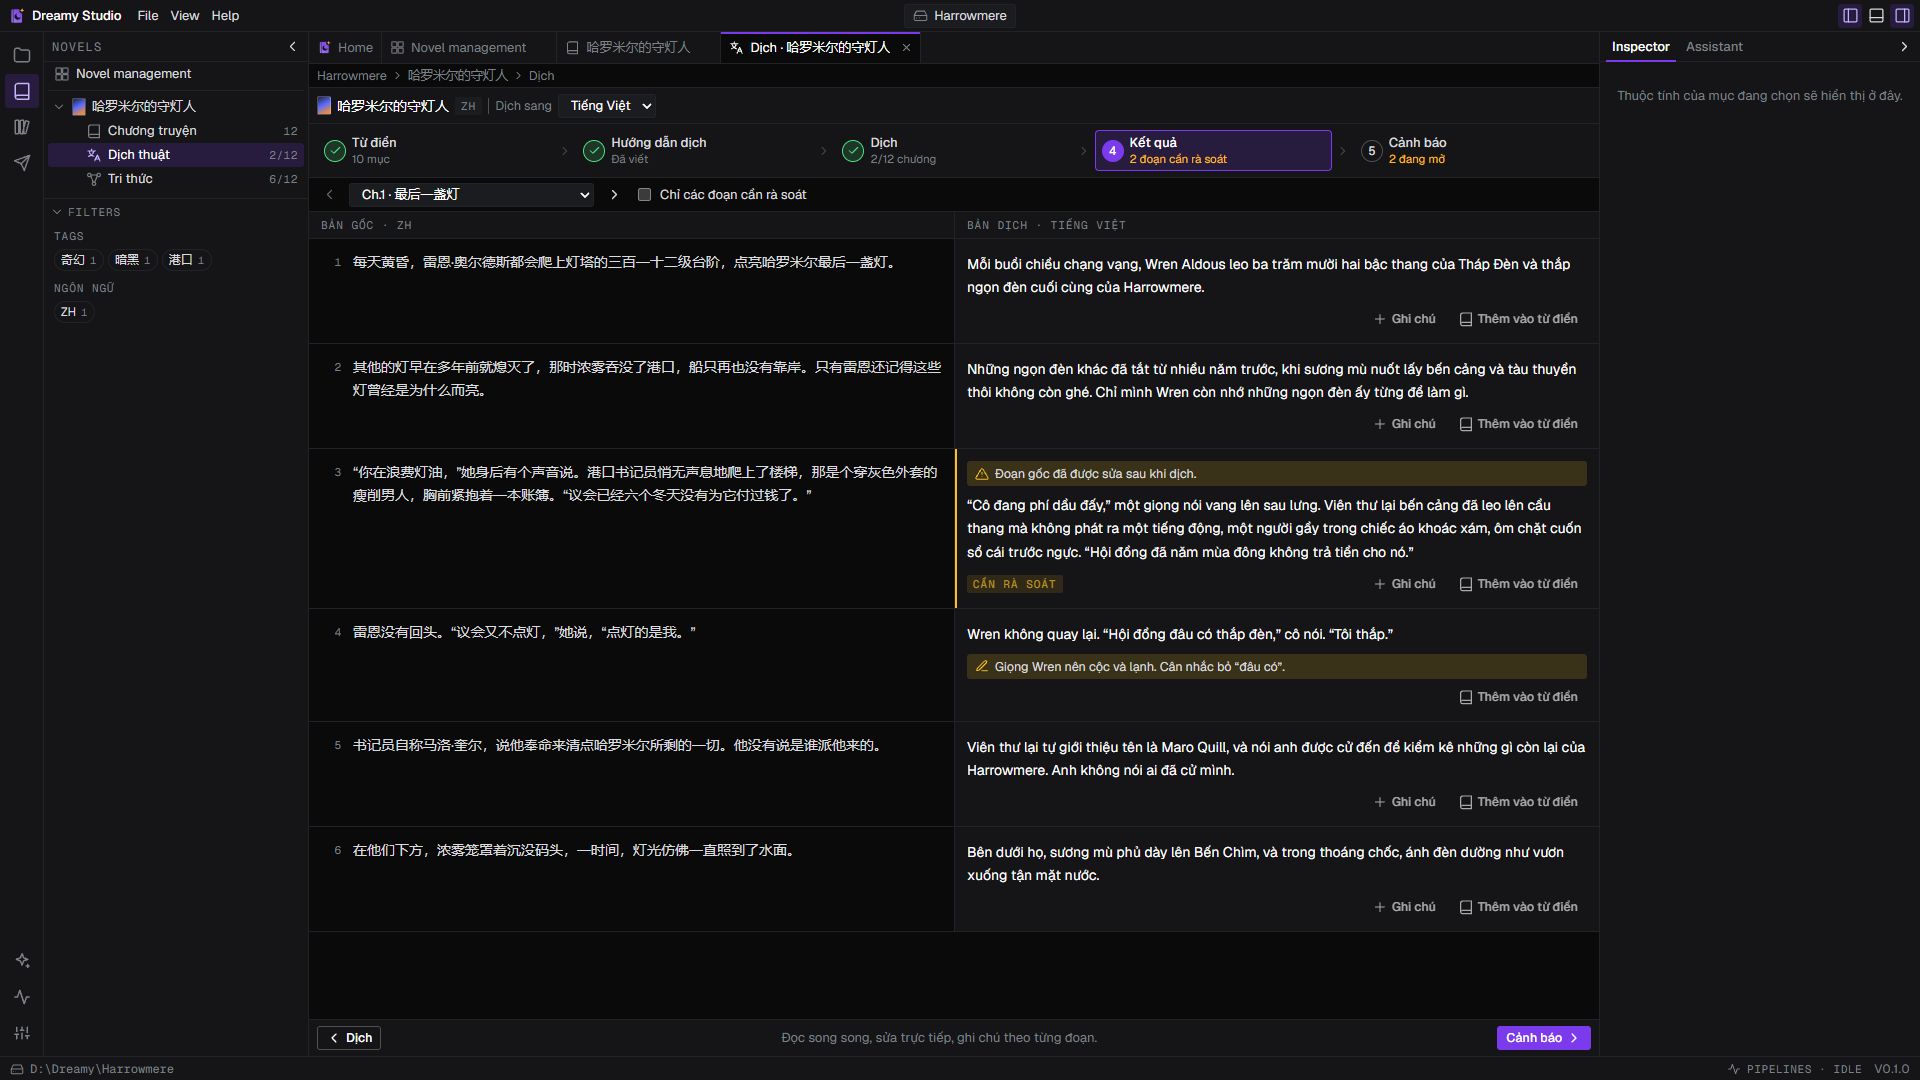 Dreamy Studio File View Help
Harrowmere
NOVELS
Novel management
哈罗米尔的守灯人
Chương truyện 12
Dịch thuật 2/12
Tri thức 6/12
FILTERS
TAGS
奇幻 1 暗黑 1 港口 1
NGÔN NGỮ
ZH 1
Home
Novel management
哈罗米尔的守灯人
Dịch · 哈罗米尔的守灯人
Harrowmere > 哈罗米尔的守灯人 > Dịch
哈罗米尔的守灯人 ZH Dịch sang Tiếng Việt
Từ điển
10 mục
Hướng dẫn dịch
Đã viết
Dịch
2/12 chương
4 Kết quả
2 đoạn cần rà soát
5 Cảnh báo
2 đang mở
Ch.1 · 最后一盏灯
Chỉ các đoạn cần rà soát
BẢN GỐC · ZH
BẢN DỊCH · TIẾNG VIỆT
1 每天黄昏，雷恩·奥尔德斯都会爬上灯塔的三百一十二级台阶，点亮哈罗米尔最后一盏灯。
Mỗi buổi chiều chạng vạng, Wren Aldous leo ba trăm mười hai bậc thang của Tháp Đèn và thắp
ngọn đèn cuối cùng của Harrowmere.
Ghi chú Thêm vào từ điển
2 其他的灯早在多年前就熄灭了，那时浓雾吞没了港口，船只再也没有靠岸。只有雷恩还记得这些
灯曾经是为什么而亮。
Những ngọn đèn khác đã tắt từ nhiều năm trước, khi sương mù nuốt lấy bến cảng và tàu thuyền
thôi không còn ghé. Chỉ mình Wren còn nhớ những ngọn đèn ấy từng để làm gì.
Ghi chú Thêm vào từ điển
3 “你在浪费灯油，”她身后有个声音说。港口书记员悄无声息地爬上了楼梯，那是个穿灰色外套的
瘦削男人，胸前紧抱着一本账簿。“议会已经六个冬天没有为它付过钱了。”
Đoạn gốc đã được sửa sau khi dịch.
“Cô đang phí dầu đấy,” một giọng nói vang lên sau lưng. Viên thư lại bến cảng đã leo lên cầu
thang mà không phát ra một tiếng động, một người gầy trong chiếc áo khoác xám, ôm chặt cuốn
sổ cái trước ngực. “Hội đồng đã năm mùa đông không trả tiền cho nó.”
CẦN RÀ SOÁT
Ghi chú Thêm vào từ điển
4 雷恩没有回头。“议会又不点灯，”她说，“点灯的是我。”
Wren không quay lại. “Hội đồng đâu có thắp đèn,” cô nói. “Tôi thắp.”
Giọng Wren nên cộc và lạnh. Cân nhắc bỏ “đâu có”.
Thêm vào từ điển
5 书记员自称马洛·奎尔，说他奉命来清点哈罗米尔所剩的一切。他没有说是谁派他来的。
Viên thư lại tự giới thiệu tên là Maro Quill, và nói anh được cử đến để kiểm kê những gì còn lại của
Harrowmere. Anh không nói ai đã cử mình.
Ghi chú Thêm vào từ điển
6 在他们下方，浓雾笼罩着沉没码头，一时间，灯光仿佛一直照到了水面。
Bên dưới họ, sương mù phủ dày lên Bến Chìm, và trong thoáng chốc, ánh đèn dường như vươn
xuống tận mặt nước.
Ghi chú Thêm vào từ điển
Dịch
Đọc song song, sửa trực tiếp, ghi chú theo từng đoạn.
Cảnh báo
Inspector Assistant
Thuộc tính của mục đang chọn sẽ hiển thị ở đây.
D:\Dreamy\Harrowmere
PIPELINES · IDLE V0.1.0